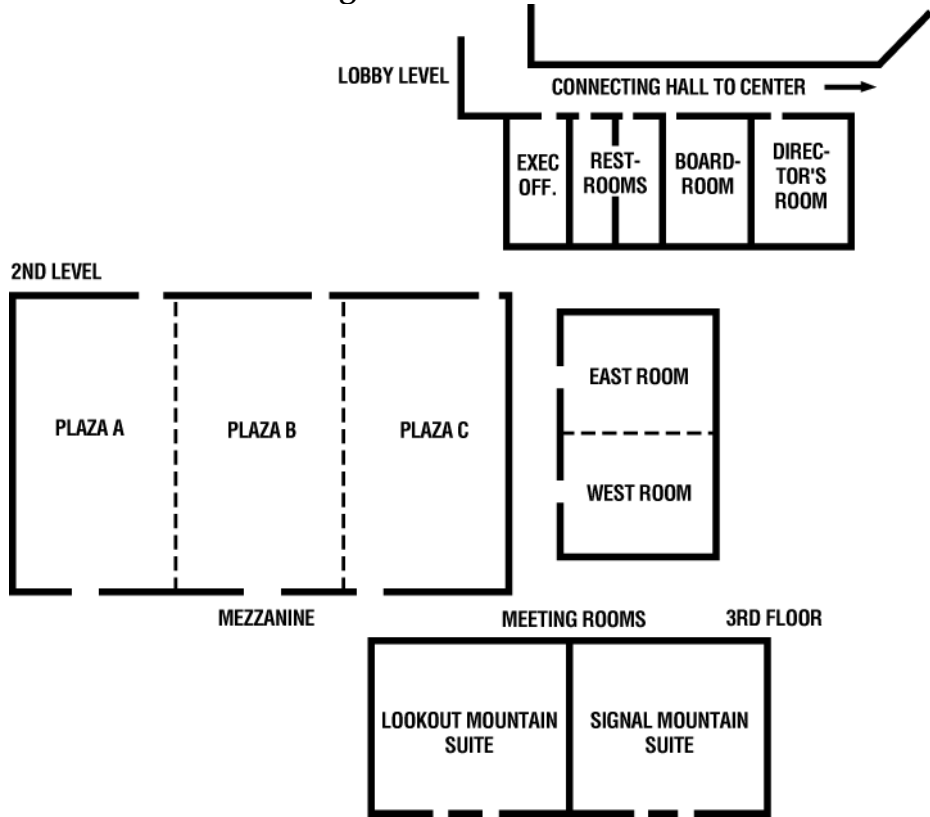 LOBBY LEVEL
CONNECTING HALL TO CENTER
EXEC
OFF.
REST-
ROOMS
BOARD-
ROOM
DIREC-
TOR'S
ROOM
2ND LEVEL
PLAZA A
PLAZA B
PLAZA C
EAST ROOM
WEST ROOM
MEZZANINE
MEETING ROOMS
3RD FLOOR
LOOKOUT MOUNTAIN
SUITE
SIGNAL MOUNTAIN
SUITE